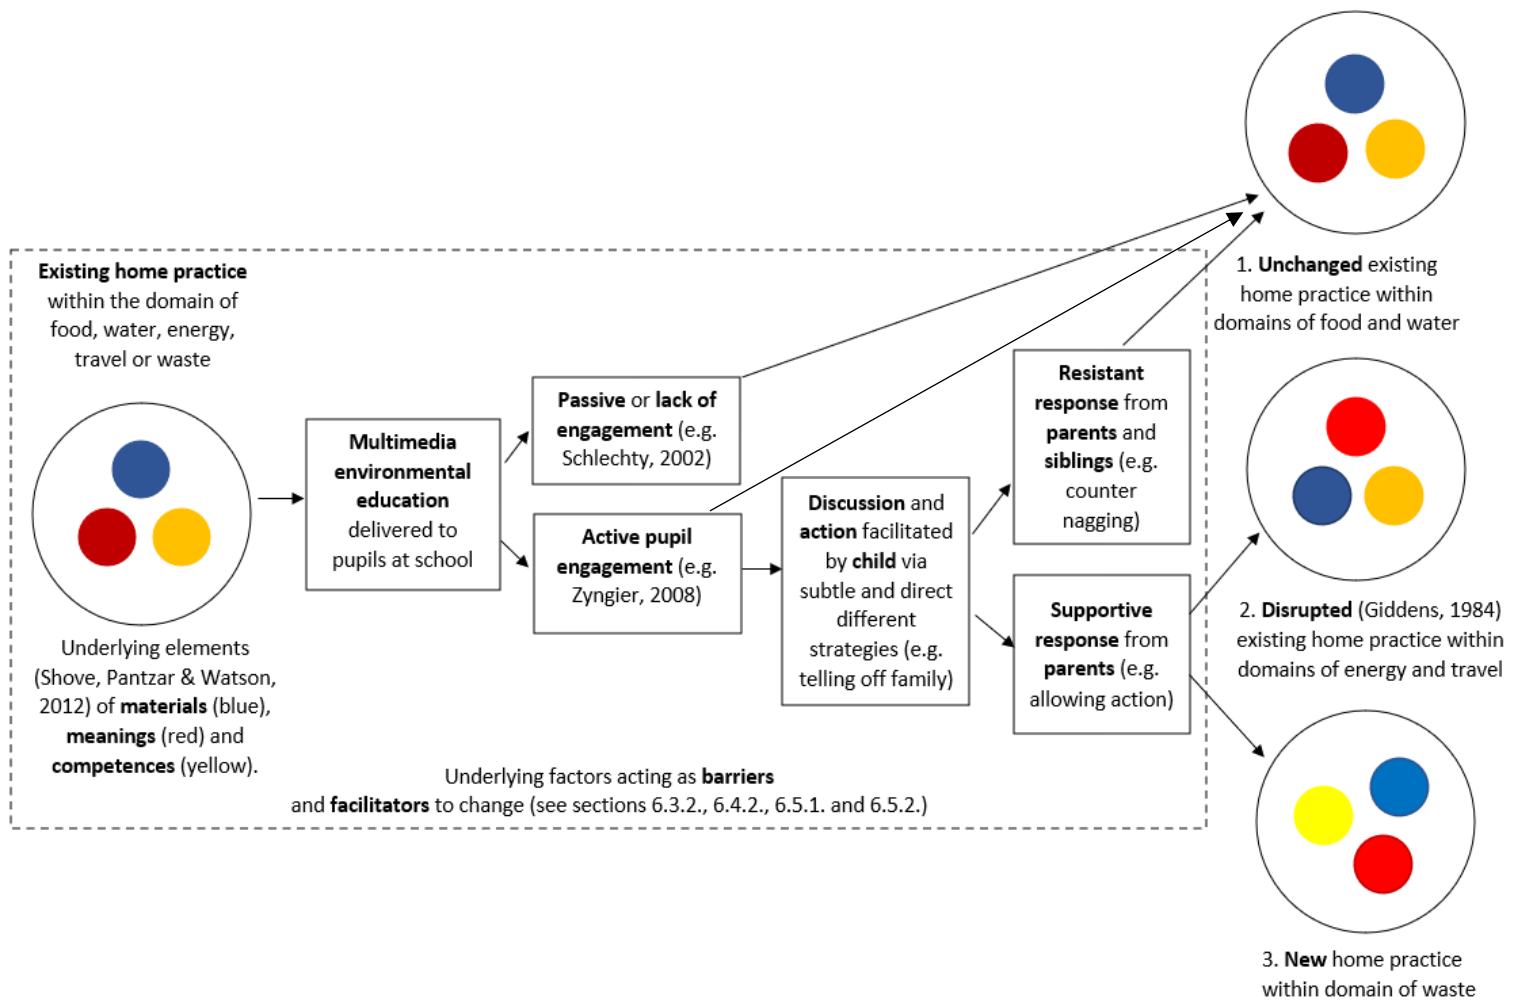 Existing home practice
within the domain of
food, water, energy,
travel or waste
Underlying elements
(Shove, Pantzar & Watson,
2012) of materials (blue),
meanings (red) and
competences (yellow).
Multimedia
environmental
education
delivered to
pupils at school
Passive or lack of
engagement (e.g.
Schlechty, 2002)
Active pupil
engagement (e.g.
Zyngier, 2008)
Discussion and
action facilitated
by child via
subtle and direct
different
strategies (e.g.
telling off family)
Resistant
response from
parents and
siblings (e.g.
counter
nagging)
Supportive
response from
parents (e.g.
allowing action)
Underlying factors acting as barriers
and facilitators to change (see sections 6.3.2., 6.4.2., 6.5.1. and 6.5.2.)
1. Unchanged existing
home practice within
domains of food and water
2. Disrupted (Giddens, 1984)
existing home practice within
domains of energy and travel
3. New home practice
within domain of waste